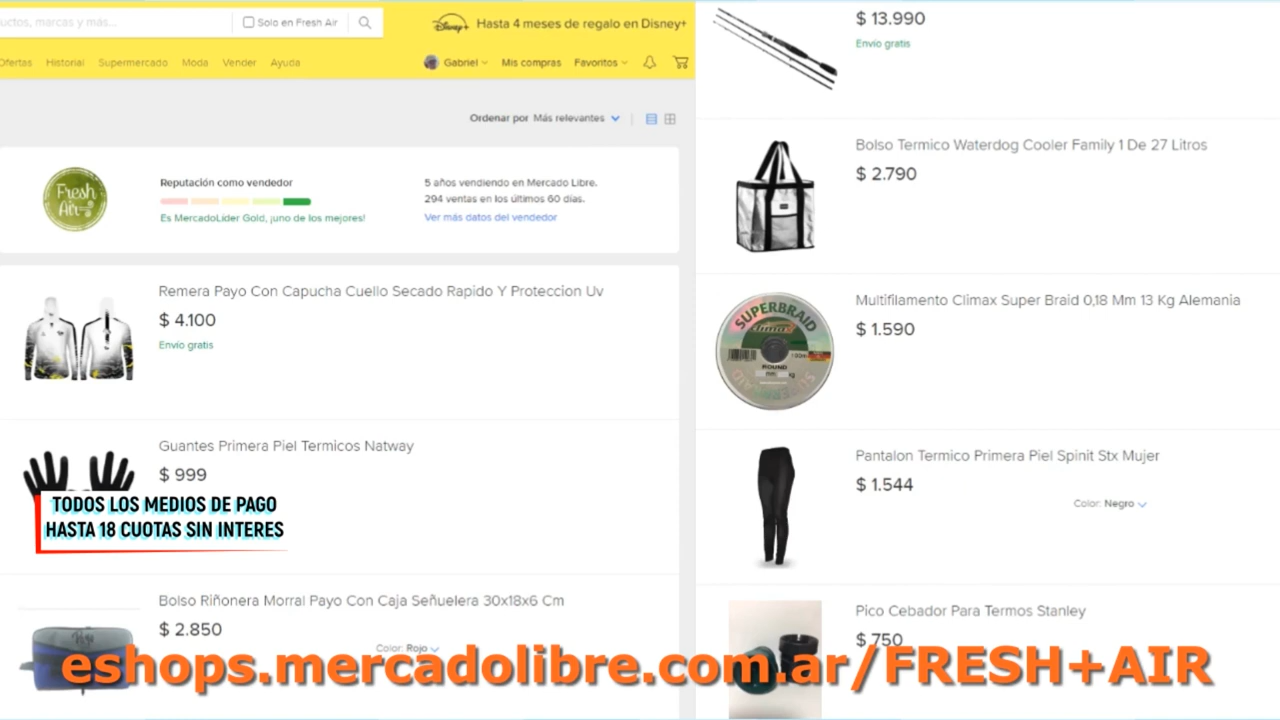 ductos, marcas y más...
Solo en Fresh Air
Disney+
Hasta 4 meses de regalo en Disney+
Ofertas Historial Supermercado Moda Vender Ayuda
Gabriel Mis compras Favoritos
Ordenar por Más relevantes
Fresh
Air
Reputación como vendedor
Es MercadoLíder Gold, ¡uno de los mejores!
5 años vendiendo en Mercado Libre.
294 ventas en los últimos 60 días.
Ver más datos del vendedor
Remera Payo Con Capucha Cuello Secado Rapido Y Proteccion Uv
$ 4.100
Envío gratis
Guantes Primera Piel Termicos Natway
$ 999
TODOS LOS MEDIOS DE PAGO
HASTA 18 CUOTAS SIN INTERES
Bolso Riñonera Morral Payo Con Caja Señuelera 30x18x6 Cm
$ 2.850
Color: Rojo
Payo
$ 13.990
Envío gratis
Bolso Termico Waterdog Cooler Family 1 De 27 Litros
$ 2.790
Multifilamento Climax Super Braid 0,18 Mm 13 Kg Alemania
$ 1.590
SUPERBRAID
climax
ROUND
Pantalon Termico Primera Piel Spinit Stx Mujer
$ 1.544
Color: Negro
Pico Cebador Para Termos Stanley
$ 750
eshops.mercadolibre.com.ar/FRESH+AIR